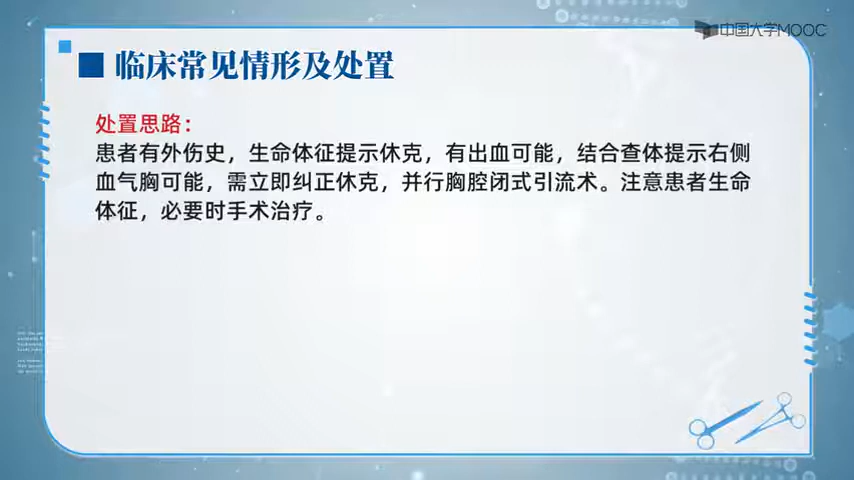 中国大学MOOC
临床常见情形及处置
处置思路：
患者有外伤史，生命体征提示休克，有出血可能，结合查体提示右侧
血气胸可能，需立即纠正休克，并行胸腔闭式引流术。注意患者生命
体征，必要时手术治疗。